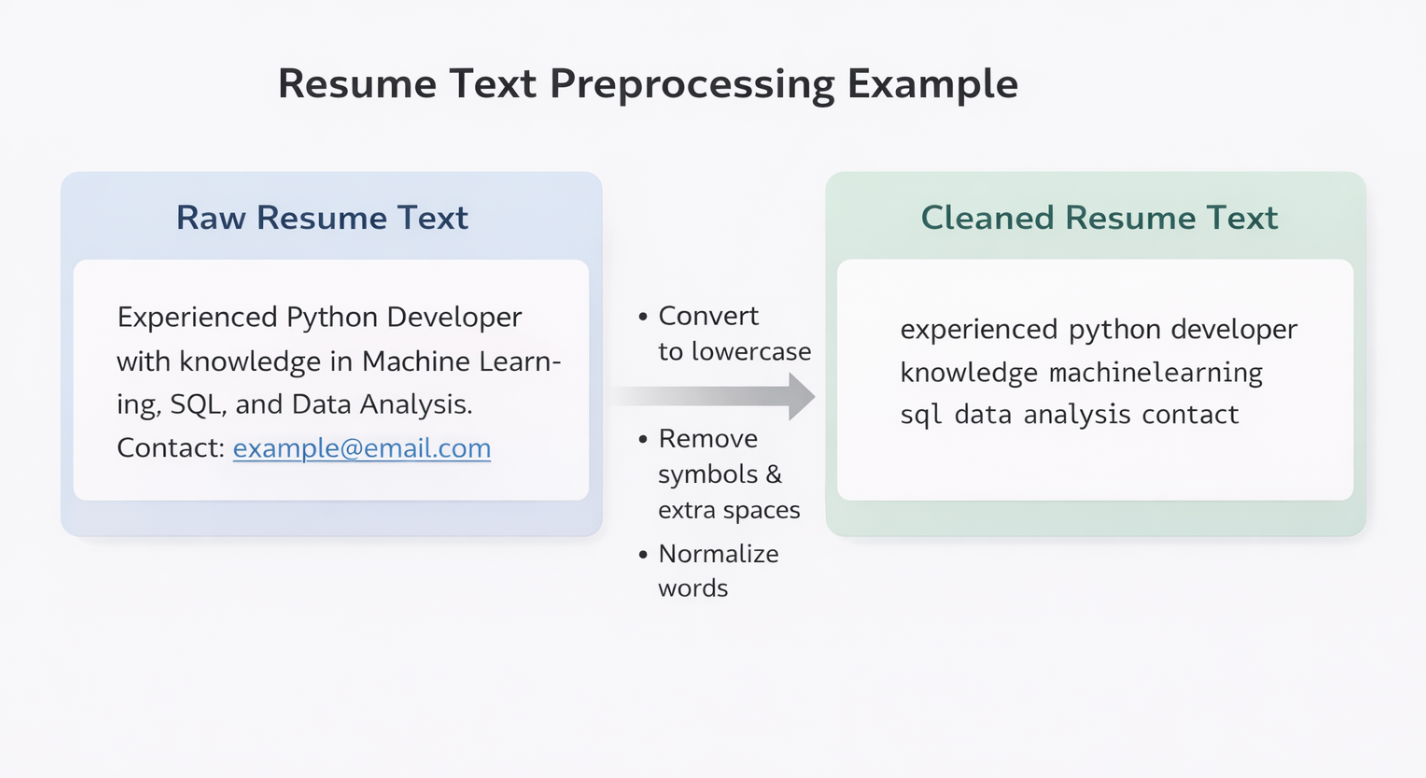 Resume Text Preprocessing Example
Raw Resume Text
Experienced Python Developer
with knowledge in Machine Learn-
ing, SQL, and Data Analysis.
Contact: example@email.com
• Convert
to lowercase
• Remove
symbols &
extra spaces
• Normalize
words
Cleaned Resume Text
experienced python developer
knowledge machinelearning
sql data analysis contact